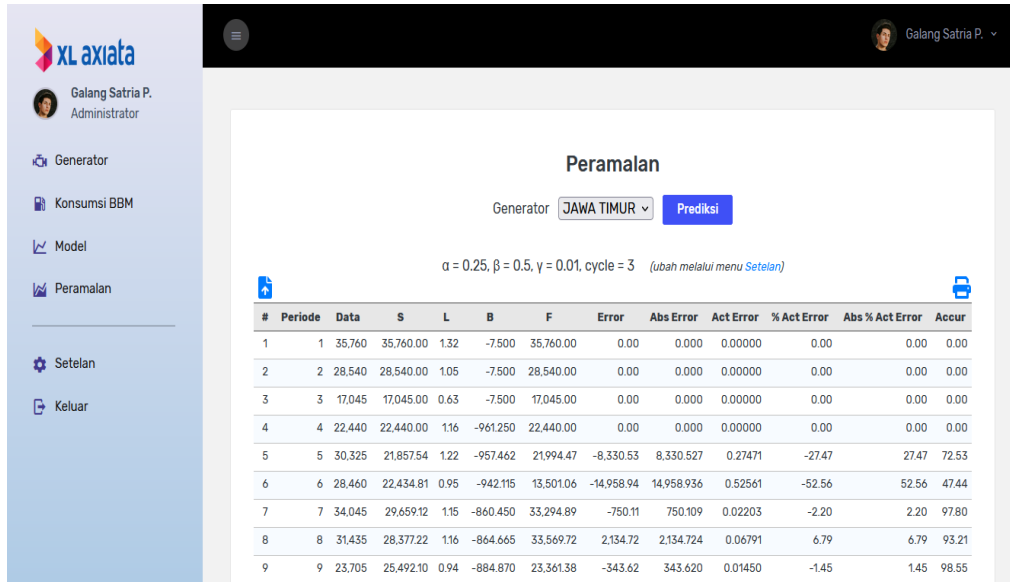 XL axiata
Galang Satria P.
Galang Satria P.
Administrator
Generator
Konsumsi BBM
Model
Peramalan
Setelan
Keluar
Peramalan
Generator JAWA TIMUR Prediksi
α = 0.25, β = 0.5, γ = 0.01, cycle = 3 (ubah melalui menu Setelan)
# Periode Data S L B F Error Abs Error Act Error % Act Error Abs % Act Error Accur
1 1 35,760 35,760.00 1.32 -7.500 35,760.00 0.00 0.000 0.00000 0.00 0.00 0.00
2 2 28,540 28,540.00 1.05 -7.500 28,540.00 0.00 0.000 0.00000 0.00 0.00 0.00
3 3 17,045 17,045.00 0.63 -7.500 17,045.00 0.00 0.000 0.00000 0.00 0.00 0.00
4 4 22,440 22,440.00 1.16 -961.250 22,440.00 0.00 0.000 0.00000 0.00 0.00 0.00
5 5 30,325 21,857.54 1.22 -957.462 21,994.47 -8,330.53 8,330.527 0.27471 -27.47 27.47 72.53
6 6 28,460 22,434.81 0.95 -942.115 13,501.06 -14,958.94 14,958.936 0.52561 -52.56 52.56 47.44
7 7 34,045 29,659.12 1.15 -860.450 33,294.89 -750.11 750.109 0.02203 -2.20 2.20 97.80
8 8 31,435 28,377.22 1.16 -864.665 33,569.72 2,134.72 2,134.724 0.06791 6.79 6.79 93.21
9 9 23,705 25,492.10 0.94 -884.870 23,361.38 -343.62 343.620 0.01450 -1.45 1.45 98.55